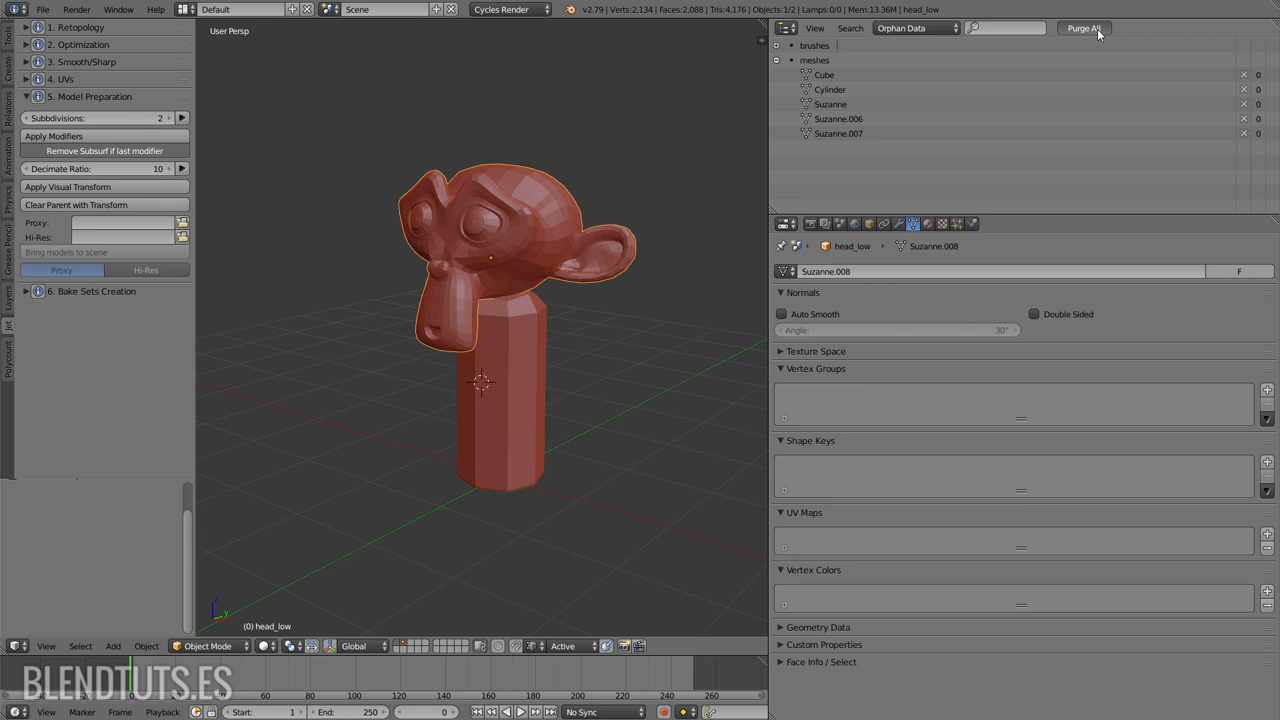 File Render Window Help Default Scene Cycles Render v2.79 | Verts:2,134 | Faces:2,088 | Tris:4,176 | Objects:1/2 | Lamps:0/0 | Mem:13.36M | head_low
Tools
Create
Relations
Animation
Physics
Grease Pencil
Layers
Jet
Polycount
1. Retopology
2. Optimization
3. Smooth/Sharp
4. UVs
5. Model Preparation
Subdivisions: 2
Apply Modifiers
Remove Subsurf if last modifier
Decimate Ratio: 10
Apply Visual Transform
Clear Parent with Transform
Proxy:
Hi-Res:
Bring models to scene
Proxy Hi-Res
6. Bake Sets Creation
User Persp
z
y
(0) head_low
View Select Add Object Object Mode Global Active
View Search Orphan Data Purge All
brushes
meshes
Cube 0
Cylinder 0
Suzanne 0
Suzanne.006 0
Suzanne.007 0
head_low Suzanne.008
Suzanne.008 F
Normals
Auto Smooth Double Sided
Angle: 30°
Texture Space
Vertex Groups
Shape Keys
UV Maps
Vertex Colors
Geometry Data
Custom Properties
Face Info / Select
BLENDTUTS.ES
0 20 40 60 80 100 120 140 160 180 200 220 240 260
View Marker Frame Playback Start: 1 End: 250 0 No Sync